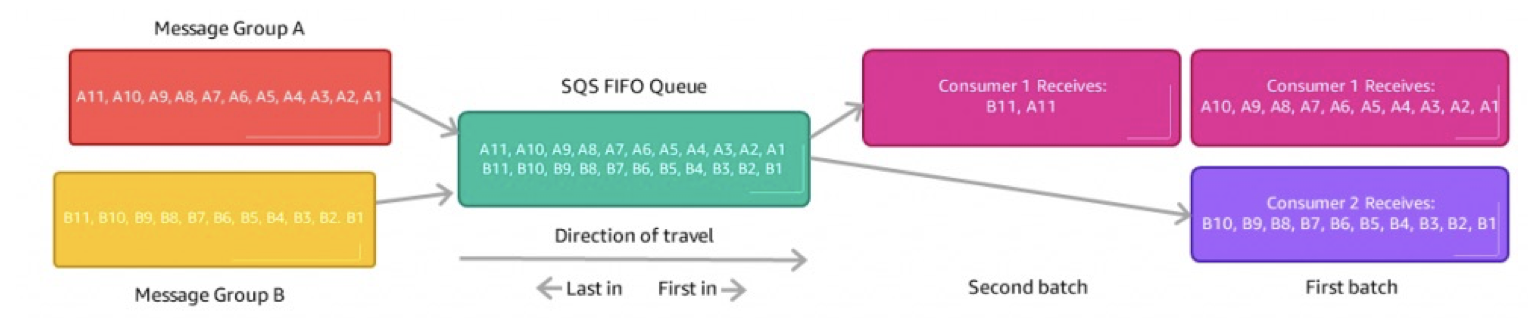 Message Group A
A11, A10, A9, A8, A7, A6, A5, A4, A3, A2, A1
B11, B10, B9, B8, B7, B6, B5, B4, B3, B2. B1
Message Group B
SQS FIFO Queue
A11, A10, A9, A8, A7, A6, A5, A4, A3, A2, A1
B11, B10, B9, B8, B7, B6, B5, B4, B3, B2, B1
Direction of travel
Last in First in
Consumer 1 Receives:
B11, A11
Second batch
Consumer 1 Receives:
A10, A9, A8, A7, A6, A5, A4, A3, A2, A1
Consumer 2 Receives:
B10, B9, B8, B7, B6, B5, B4, B3, B2, B1
First batch